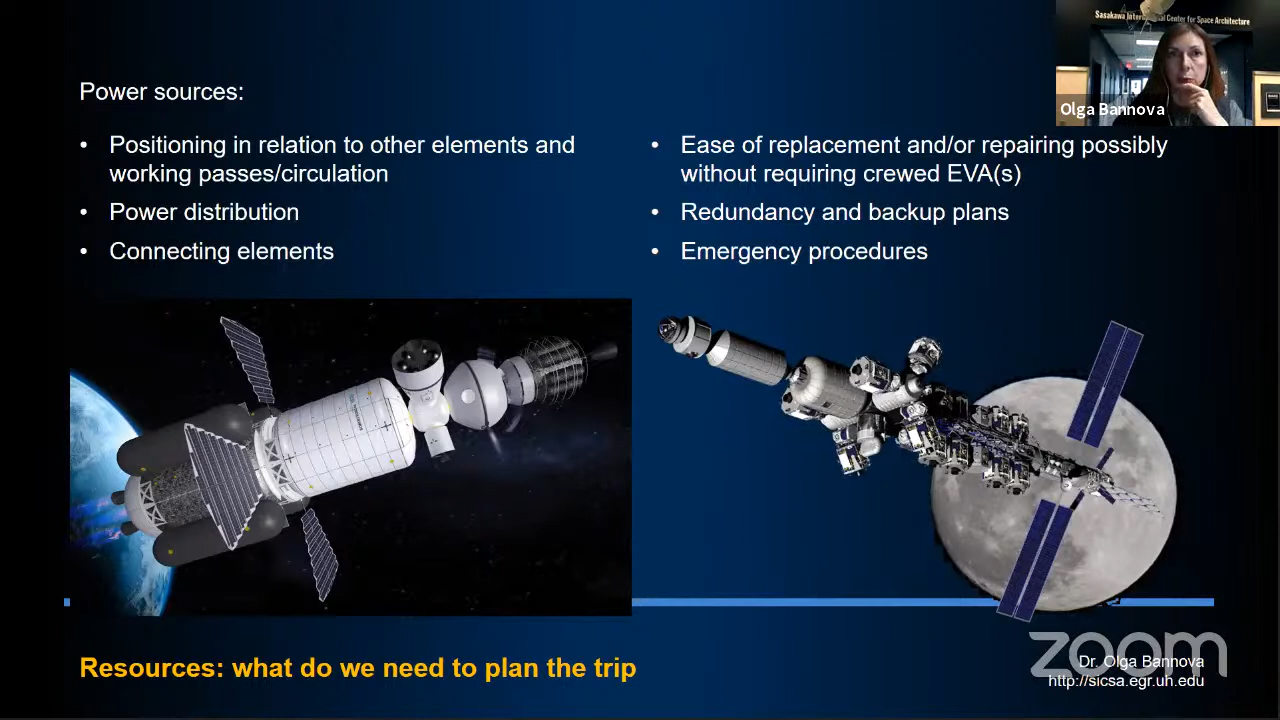 Sasakawa International Center for Space Architecture
Olga Bannova
Power sources:
• Positioning in relation to other elements and
working passes/circulation
• Power distribution
• Connecting elements
• Ease of replacement and/or repairing possibly
without requiring crewed EVA(s)
• Redundancy and backup plans
• Emergency procedures
Resources: what do we need to plan the trip
zoom
Dr. Olga Bannova
http://sicsa.egr.uh.edu